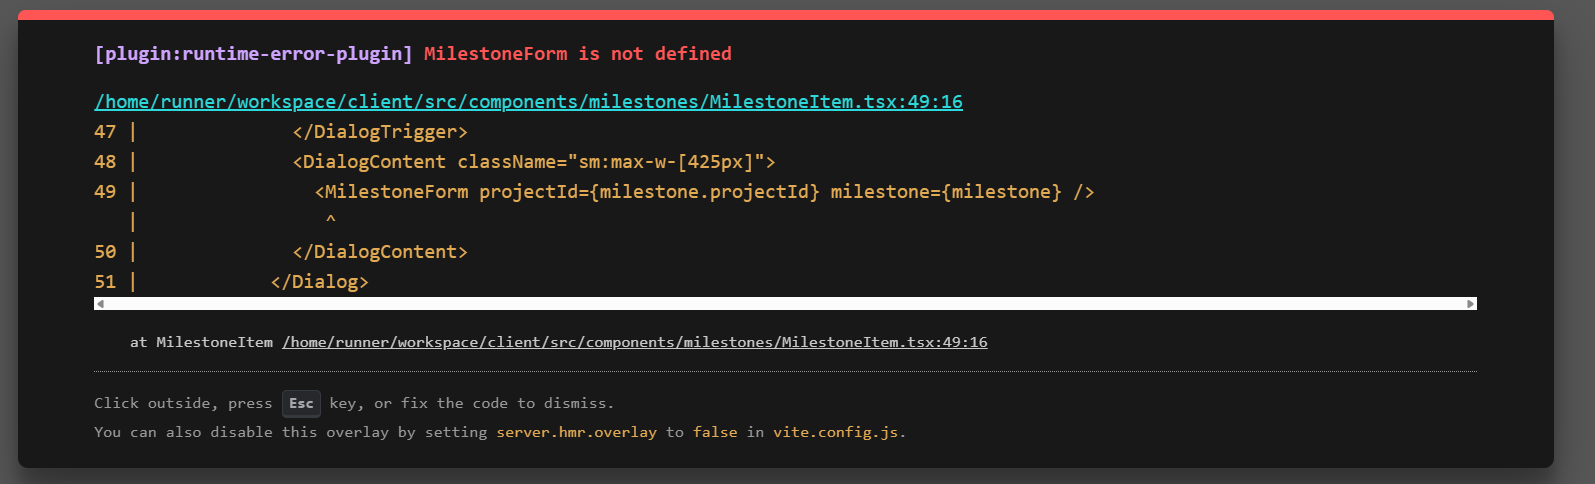 [plugin:runtime-error-plugin] MilestoneForm is not defined
/home/runner/workspace/client/src/components/milestones/MilestoneItem.tsx:49:16
47 |              </DialogTrigger>
48 |              <DialogContent className="sm:max-w-[425px]">
49 |                <MilestoneForm projectId={milestone.projectId} milestone={milestone} />
   |                 ^
50 |              </DialogContent>
51 |            </Dialog>
at MilestoneItem /home/runner/workspace/client/src/components/milestones/MilestoneItem.tsx:49:16
Click outside, press Esc key, or fix the code to dismiss.
You can also disable this overlay by setting server.hmr.overlay to false in vite.config.js.